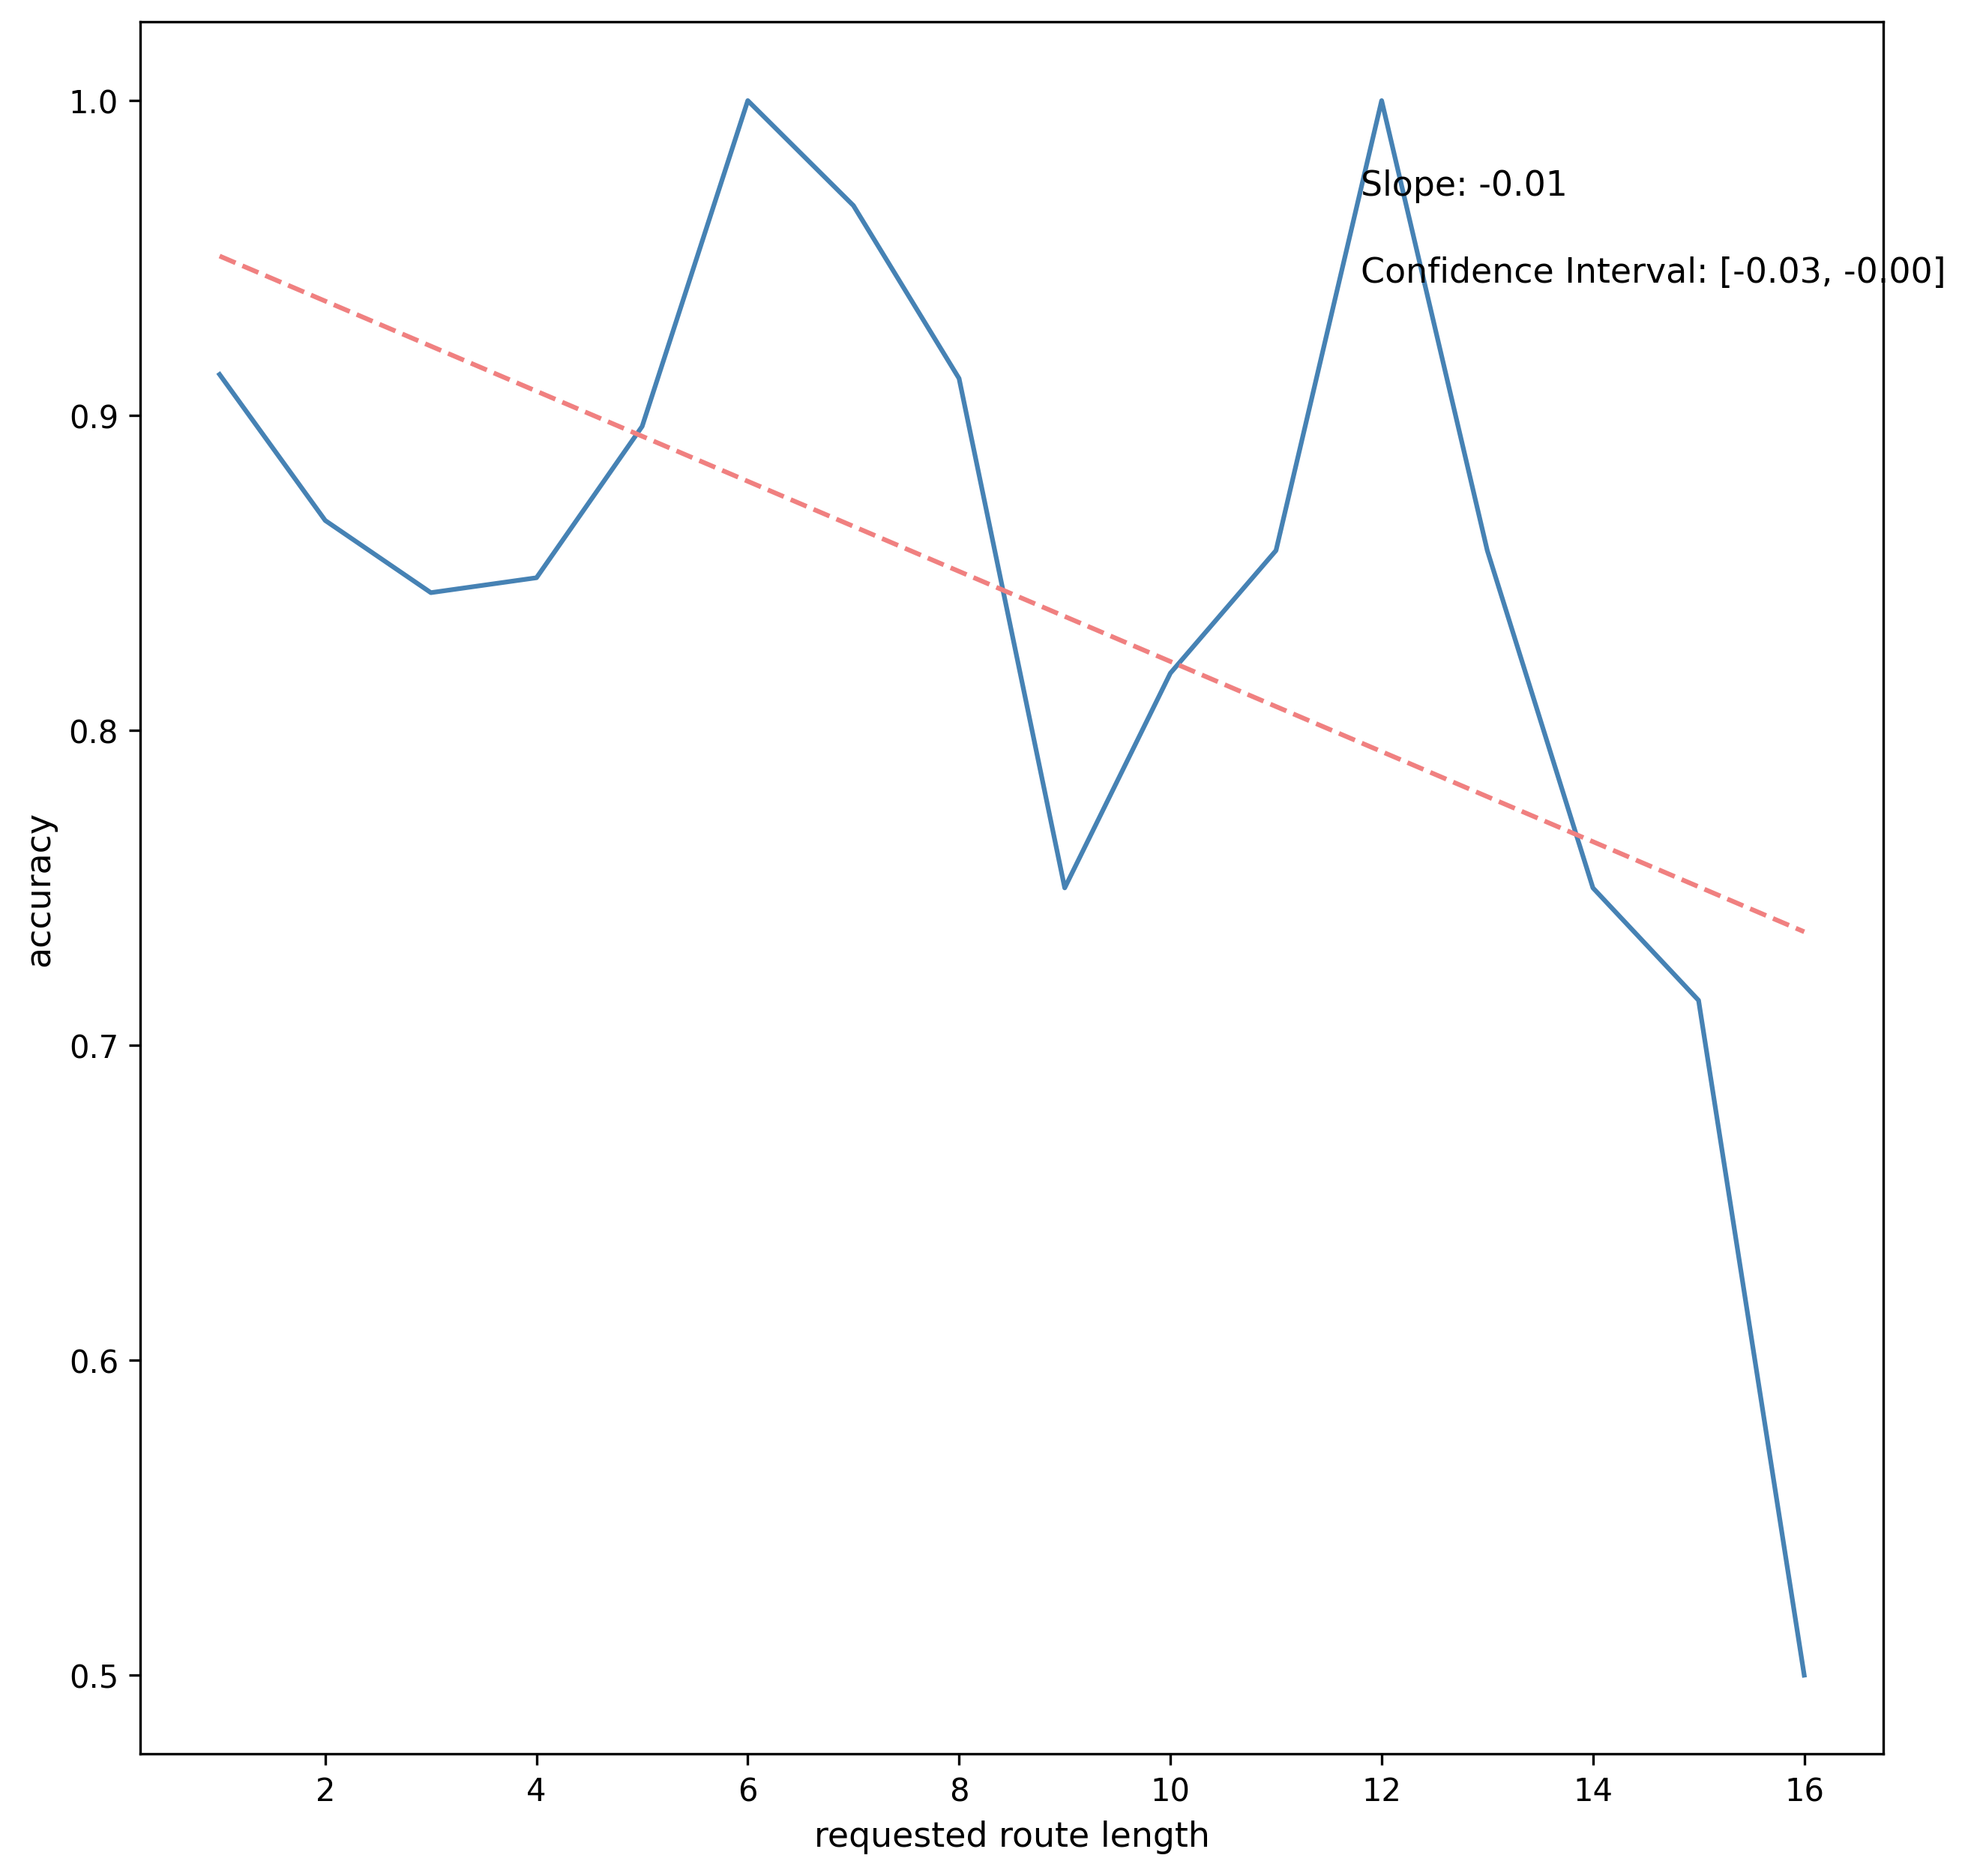 1.0
0.9
0.8
0.7
0.6
0.5
accuracy
Slope: -0.01
Confidence Interval: [-0.03, -0.00]
2 4 6 8 10 12 14 16
requested route length